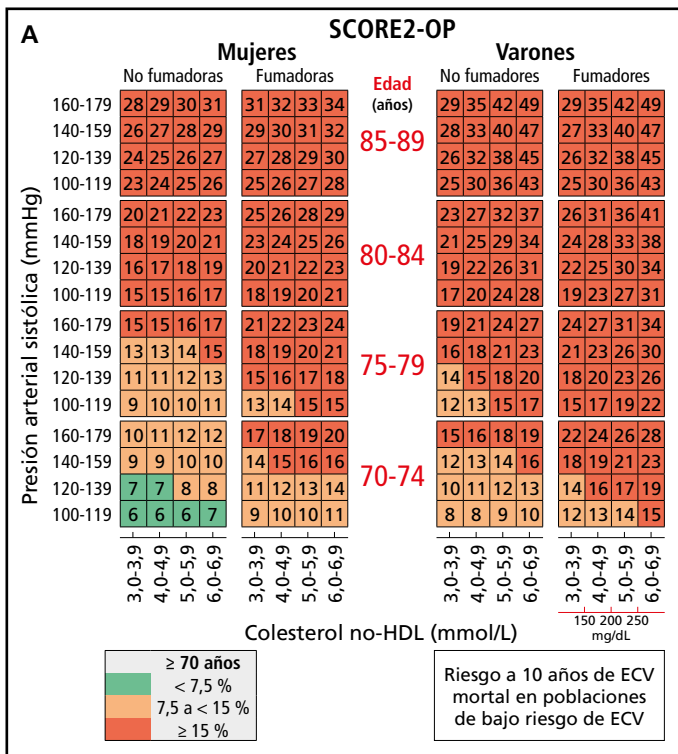 A
SCORE2-OP
Mujeres Varones
No fumadoras Fumadoras Edad (años) No fumadores Fumadores
Presión arterial sistólica (mmHg)
85-89
160-179 28 29 30 31 31 32 33 34 29 35 42 49 29 35 42 49
140-159 26 27 28 29 29 30 31 32 28 33 40 47 27 33 40 47
120-139 24 25 26 27 27 28 29 30 26 32 38 45 26 32 38 45
100-119 23 24 25 26 25 26 27 28 25 30 36 43 25 30 36 43
80-84
160-179 20 21 22 23 25 26 28 29 23 27 32 37 26 31 36 41
140-159 18 19 20 21 23 24 25 26 21 25 29 34 24 28 33 38
120-139 16 17 18 19 20 21 22 23 19 22 26 31 22 25 30 34
100-119 15 15 16 17 18 19 20 21 17 20 24 28 19 23 27 31
75-79
160-179 15 15 16 17 21 22 23 24 19 21 24 27 24 27 31 34
140-159 13 13 14 15 18 19 20 21 16 18 21 23 21 23 26 30
120-139 11 11 12 13 15 16 17 18 14 15 18 20 18 20 23 26
100-119 9 10 10 11 13 14 15 15 12 13 15 17 15 17 19 22
70-74
160-179 10 11 12 12 17 18 19 20 15 16 18 19 22 24 26 28
140-159 9 9 10 10 14 15 16 16 12 13 14 16 18 19 21 23
120-139 7 7 8 8 11 12 13 14 10 11 12 13 14 16 17 19
100-119 6 6 6 7 9 10 10 11 8 8 9 10 12 13 14 15
3,0-3,9 4,0-4,9 5,0-5,9 6,0-6,9 3,0-3,9 4,0-4,9 5,0-5,9 6,0-6,9 3,0-3,9 4,0-4,9 5,0-5,9 6,0-6,9 3,0-3,9 4,0-4,9 5,0-5,9 6,0-6,9
150 200 250
mg/dL
Colesterol no-HDL (mmol/L)
≥ 70 años
< 7,5 %
7,5 a < 15 %
≥ 15 %
Riesgo a 10 años de ECV
mortal en poblaciones
de bajo riesgo de ECV